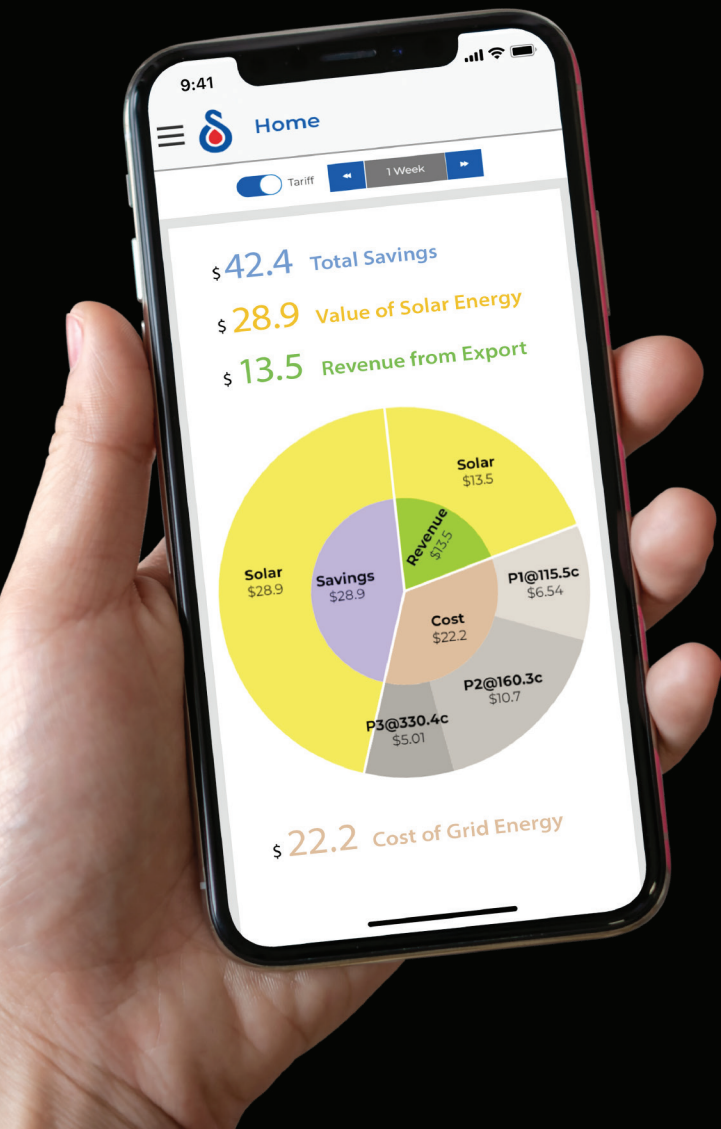 9:41
Home
Tariff
1 Week
$ 42.4 Total Savings
$ 28.9 Value of Solar Energy
$ 13.5 Revenue from Export
Solar
$13.5
Revenue
$13.5
Solar
$28.9
Savings
$28.9
P1@115.5c
$6.54
Cost
$22.2
P2@160.3c
$10.7
P3@330.4c
$5.01
$ 22.2 Cost of Grid Energy